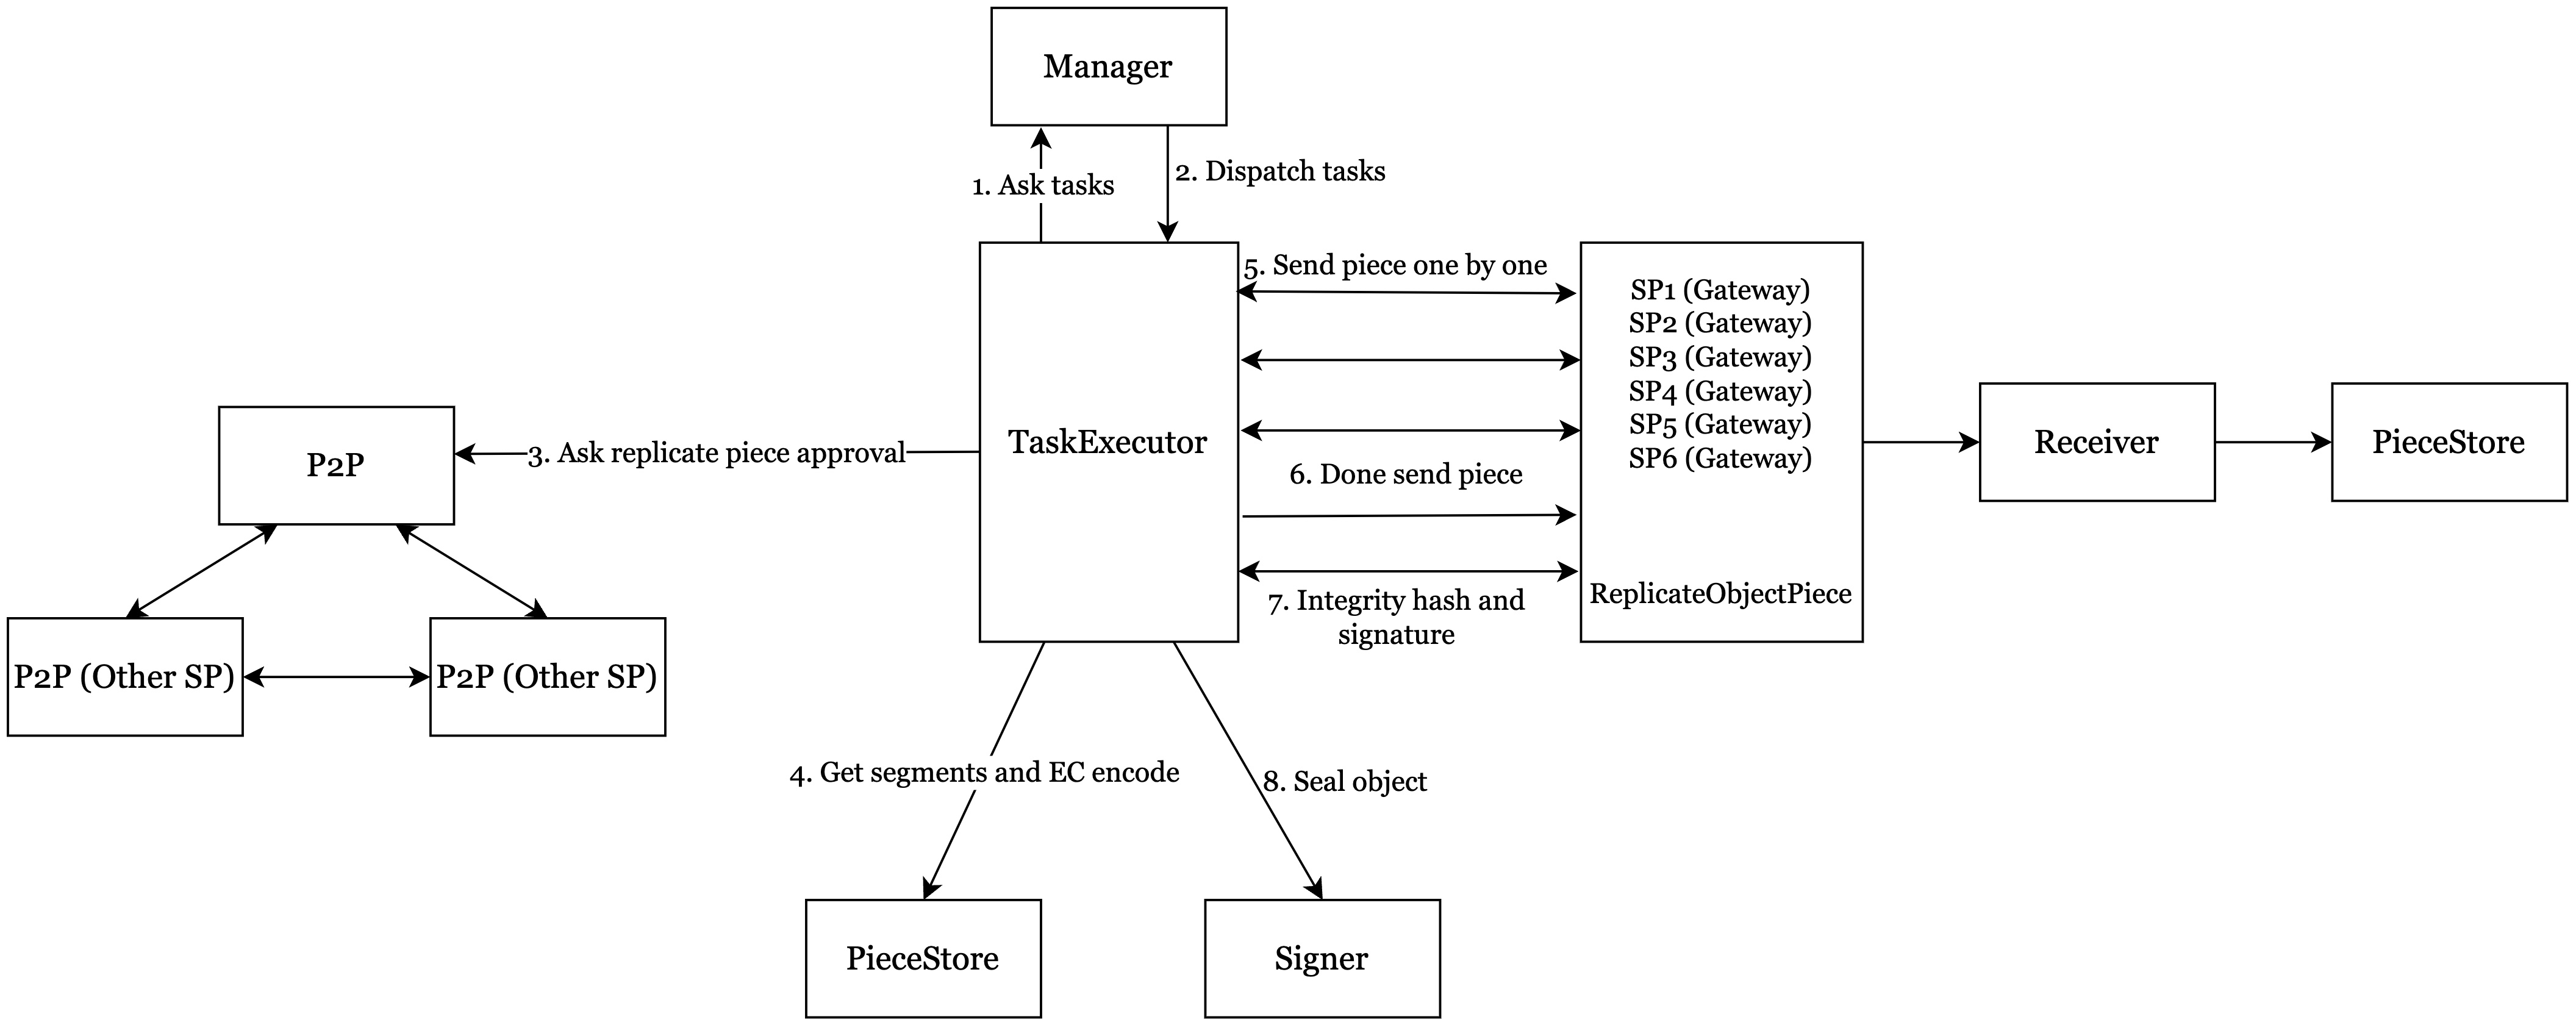 Manager
1. Ask tasks
2. Dispatch tasks
5. Send piece one by one
SP1 (Gateway)
SP2 (Gateway)
SP3 (Gateway)
SP4 (Gateway)
SP5 (Gateway)
SP6 (Gateway)
ReplicateObjectPiece
TaskExecutor
6. Done send piece
7. Integrity hash and
signature
Receiver
PieceStore
3. Ask replicate piece approval
P2P
P2P (Other SP)
P2P (Other SP)
4. Get segments and EC encode
8. Seal object
PieceStore
Signer